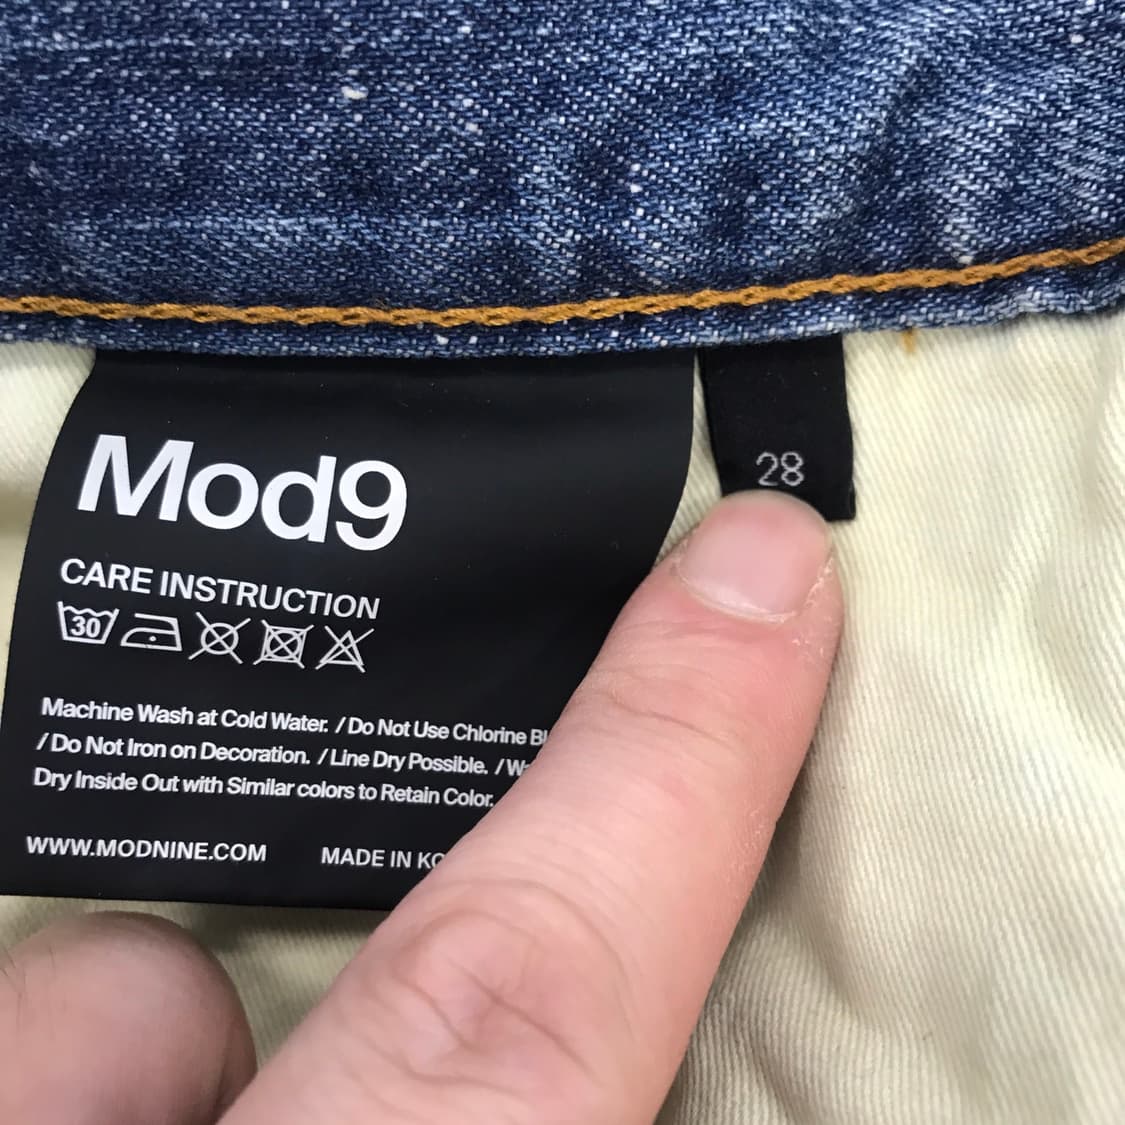 Mod9
28
CARE INSTRUCTION
30
Machine Wash at Cold Water. / Do Not Use Chlorine
/ Do Not Iron on Decoration. / Line Dry Possible. /
Dry Inside Out with Similar colors to Retain Color.
WWW.MODNINE.COM MADE IN